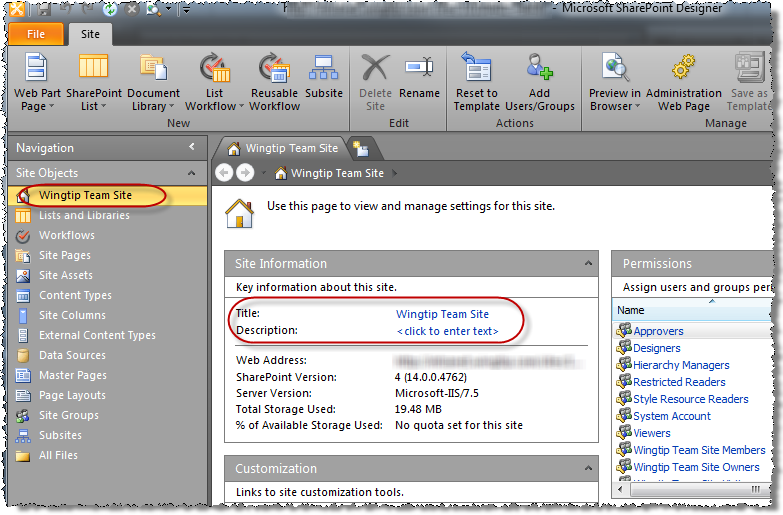 Microsoft SharePoint Designer
File Site
Web Part Page
SharePoint List
Document Library
List Workflow
Reusable Workflow
Subsite
New
Delete Site
Rename
Edit
Reset to Template
Add Users/Groups
Actions
Preview in Browser
Administration Web Page
Save as Template
Manage
Navigation
Site Objects
Wingtip Team Site
Lists and Libraries
Workflows
Site Pages
Site Assets
Content Types
Site Columns
External Content Types
Data Sources
Master Pages
Page Layouts
Site Groups
Subsites
All Files
Wingtip Team Site
Wingtip Team Site
Use this page to view and manage settings for this site.
Site Information
Key information about this site.
Title: Wingtip Team Site
Description: <click to enter text>
Web Address:
SharePoint Version: 4 (14.0.0.4762)
Server Version: Microsoft-IIS/7.5
Total Storage Used: 19.48 MB
% of Available Storage Used: No quota set for this site
Customization
Links to site customization tools.
Permissions
Assign users and groups
Name
Approvers
Designers
Hierarchy Managers
Restricted Readers
Style Resource Readers
System Account
Viewers
Wingtip Team Site Members
Wingtip Team Site Owners